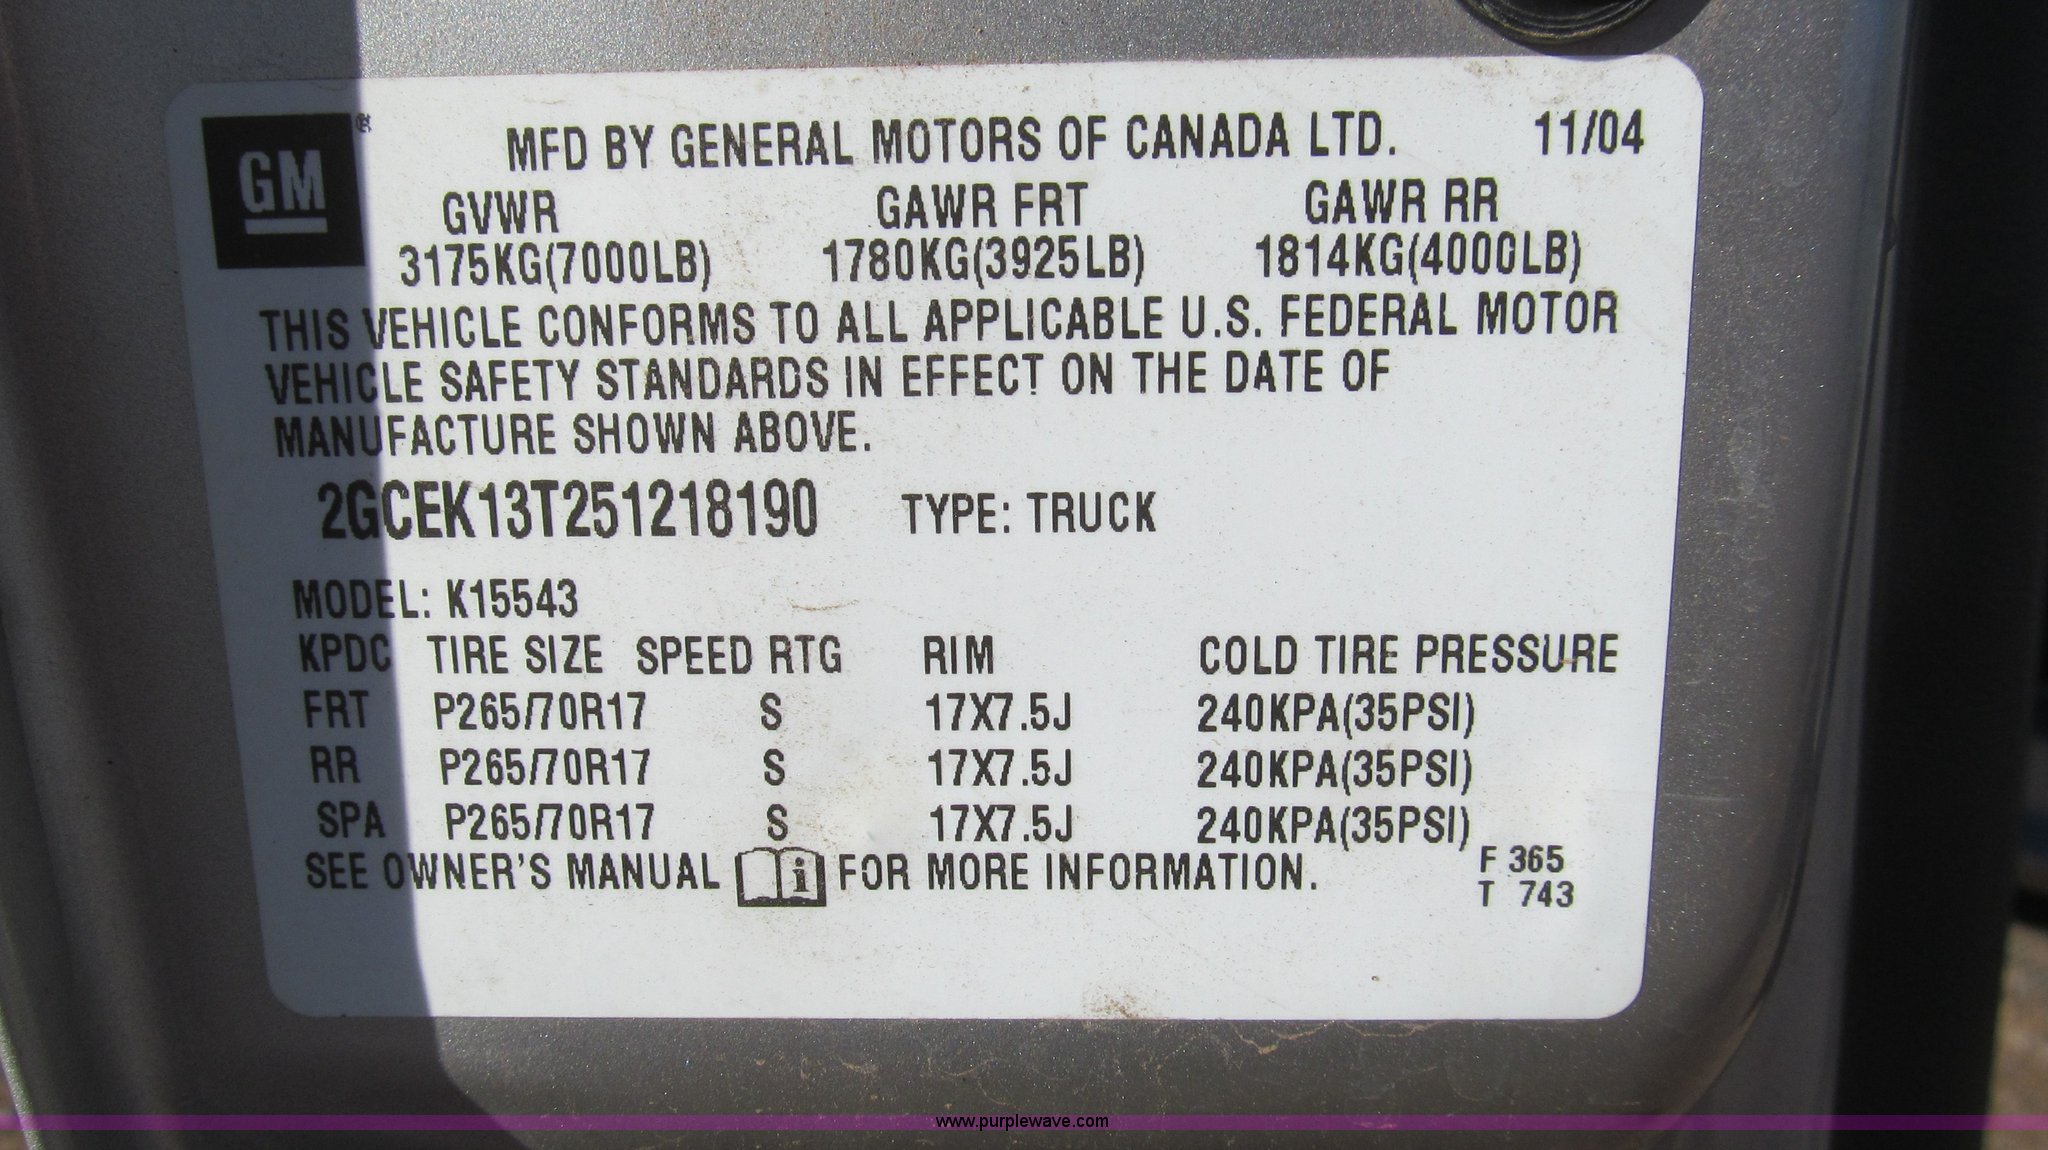 GM®
MFD BY GENERAL MOTORS OF CANADA LTD. 11/04
GVWR GAWR FRT GAWR RR
3175KG(7000LB) 1780KG(3925LB) 1814KG(4000LB)
THIS VEHICLE CONFORMS TO ALL APPLICABLE U.S. FEDERAL MOTOR
VEHICLE SAFETY STANDARDS IN EFFECT ON THE DATE OF
MANUFACTURE SHOWN ABOVE.
2GCEK13T251218190 TYPE: TRUCK
MODEL: K15543
KPDC TIRE SIZE SPEED RTG RIM COLD TIRE PRESSURE
FRT P265/70R17 S 17X7.5J 240KPA(35PSI)
RR P265/70R17 S 17X7.5J 240KPA(35PSI)
SPA P265/70R17 S 17X7.5J 240KPA(35PSI)
SEE OWNER'S MANUAL i FOR MORE INFORMATION.
F 365
T 743
www.purplewave.com